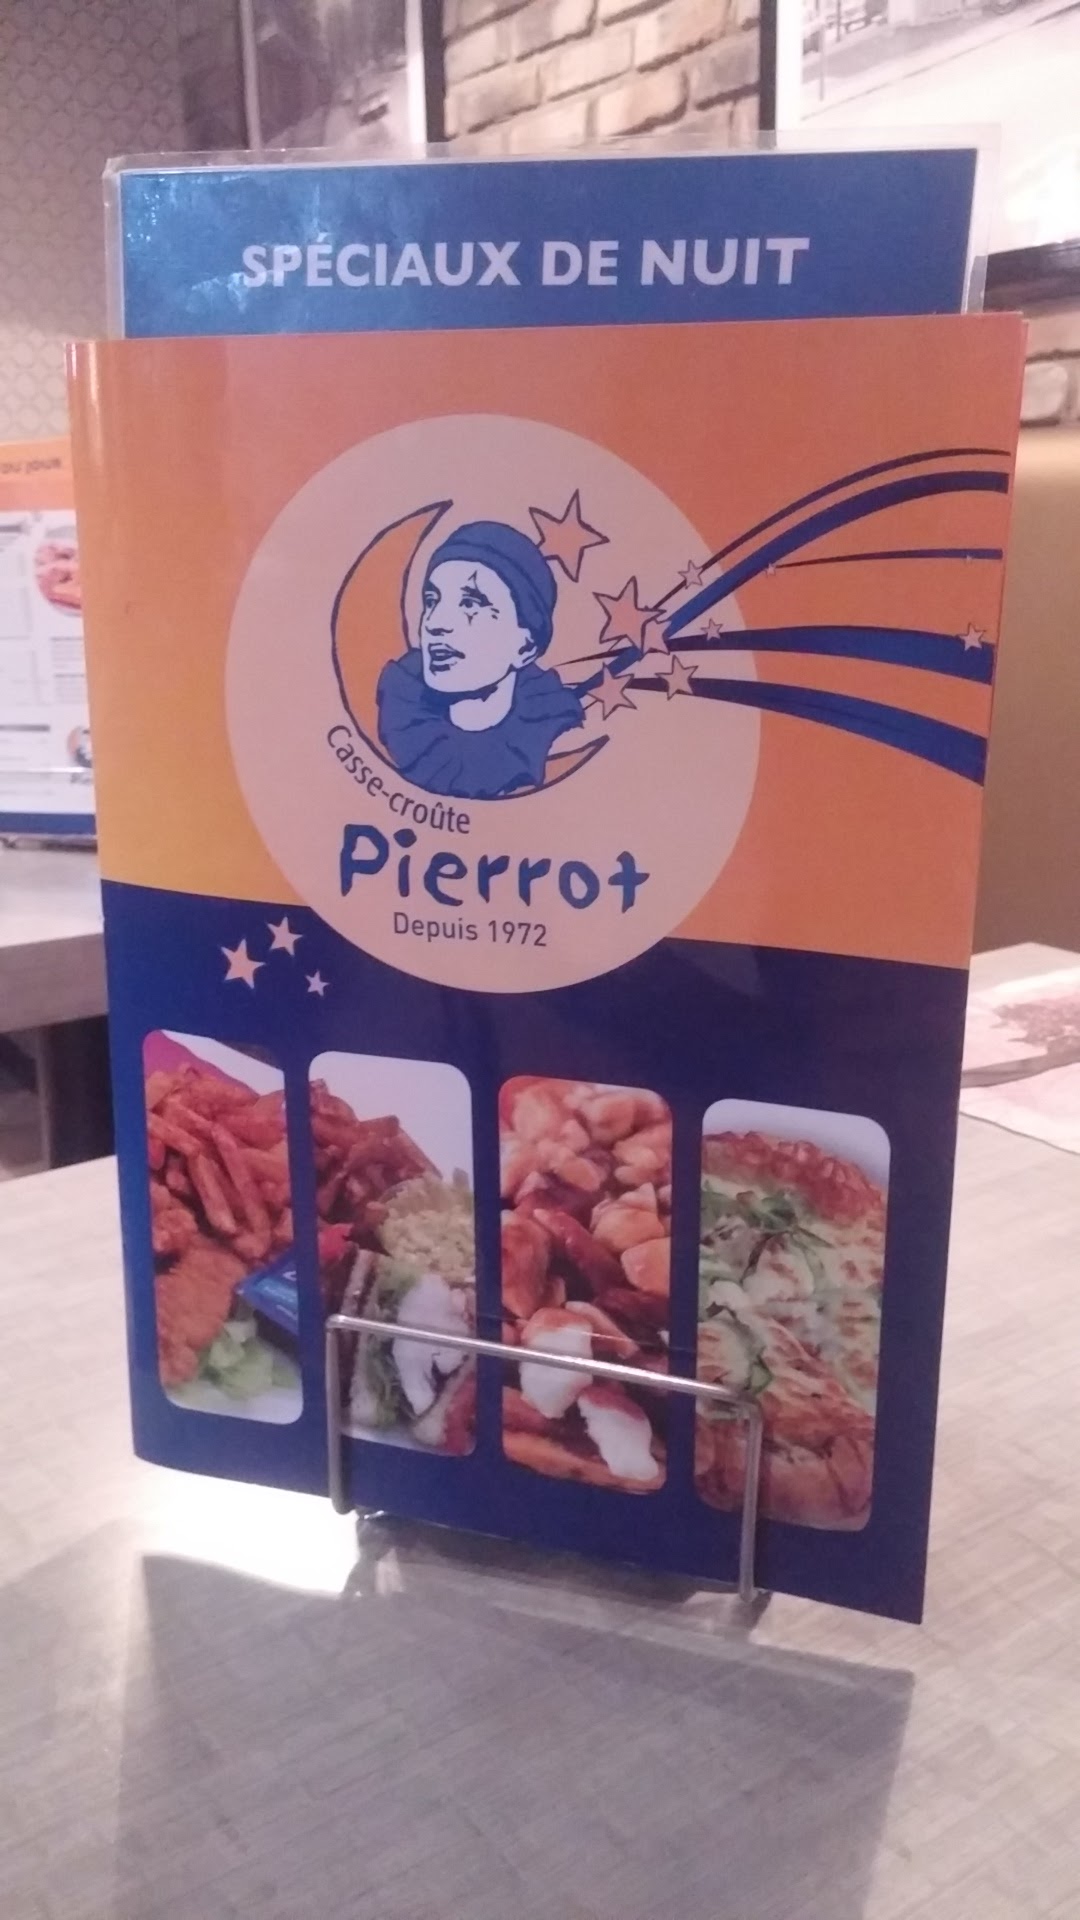 SPÉCIAUX DE NUIT
Casse-croûte
Pierrot
Depuis 1972